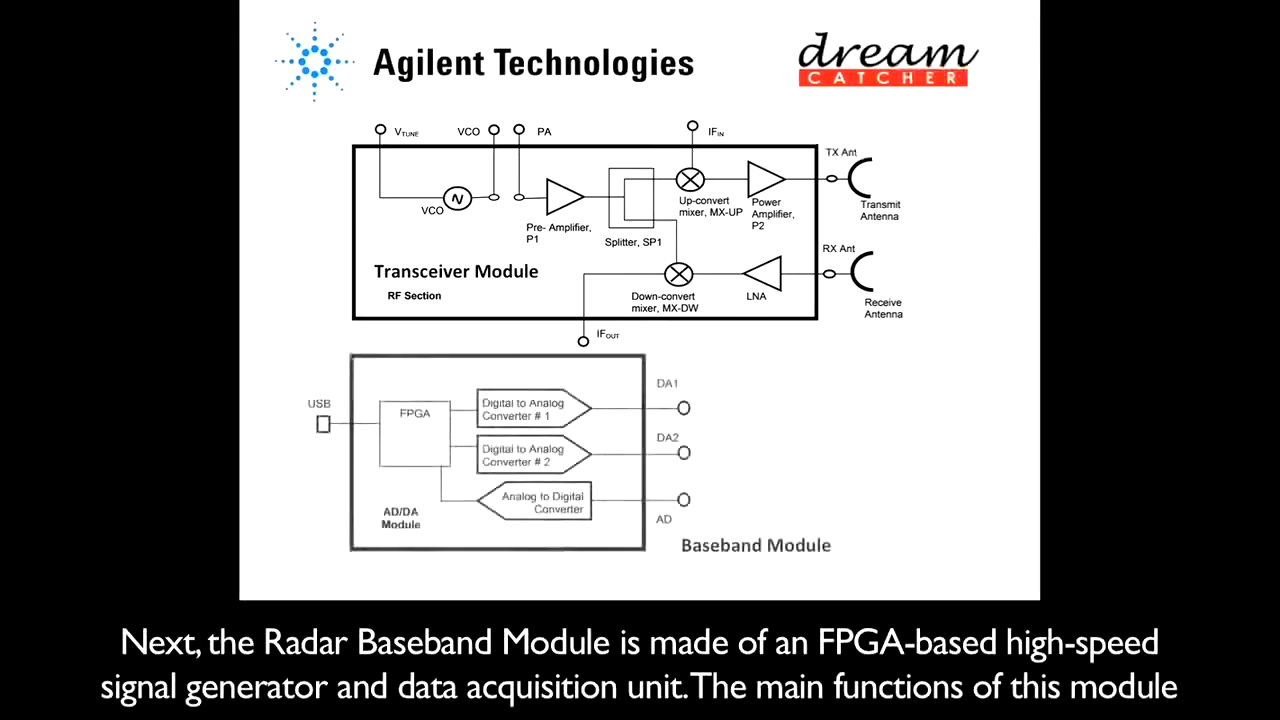 Agilent Technologies
dream
CATCHER
VTUNE
VCO
PA
IFIN
TX Ant
VCO
Pre- Amplifier,
P1
Splitter, SP1
Up-convert
mixer, MX-UP
Power
Amplifier,
P2
Transmit
Antenna
RX Ant
Transceiver Module
RF Section
Down-convert
mixer, MX-DW
LNA
Receive
Antenna
IFOUT
USB
FPGA
Digital to Analog
Converter # 1
DA1
Digital to Analog
Converter # 2
DA2
Analog to Digital
Converter
AD
AD/DA
Module
Baseband Module
Next, the Radar Baseband Module is made of an FPGA-based high-speed
signal generator and data acquisition unit. The main functions of this module